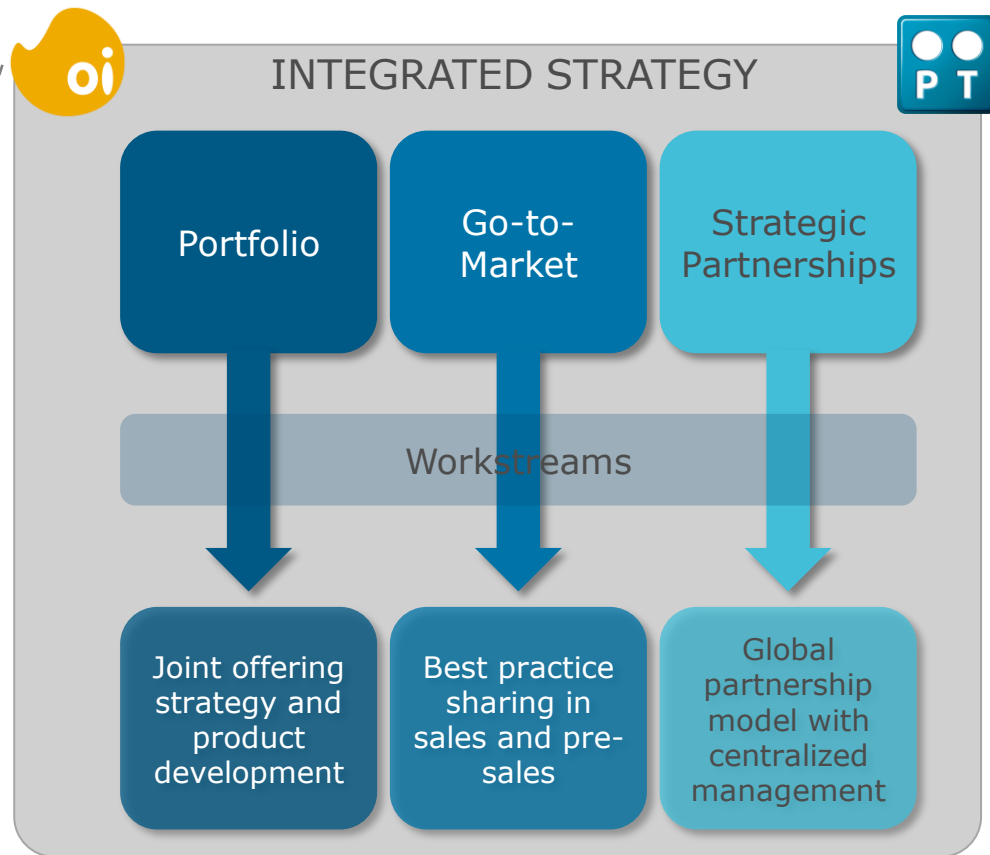 oi
INTEGRATED STRATEGY
P T
Portfolio
Go-to-
Market
Strategic
Partnerships
Workstreams
Joint offering
strategy and
product
development
Best practice
sharing in
sales and pre-
sales
Global
partnership
model with
centralized
management